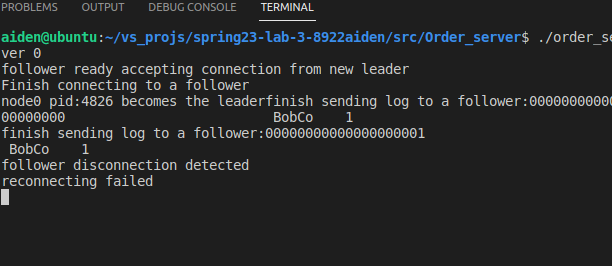 PROBLEMS OUTPUT DEBUG CONSOLE TERMINAL
aiden@ubuntu:~/vs_projs/spring23-lab-3-8922aiden/src/Order_server$ ./order_se
ver 0
follower ready accepting connection from new leader
Finish connecting to a follower
node0 pid:4826 becomes the leaderfinish sending log to a follower:00000000000
00000000 BobCo 1
finish sending log to a follower:00000000000000000001
BobCo 1
follower disconnection detected
reconnecting failed